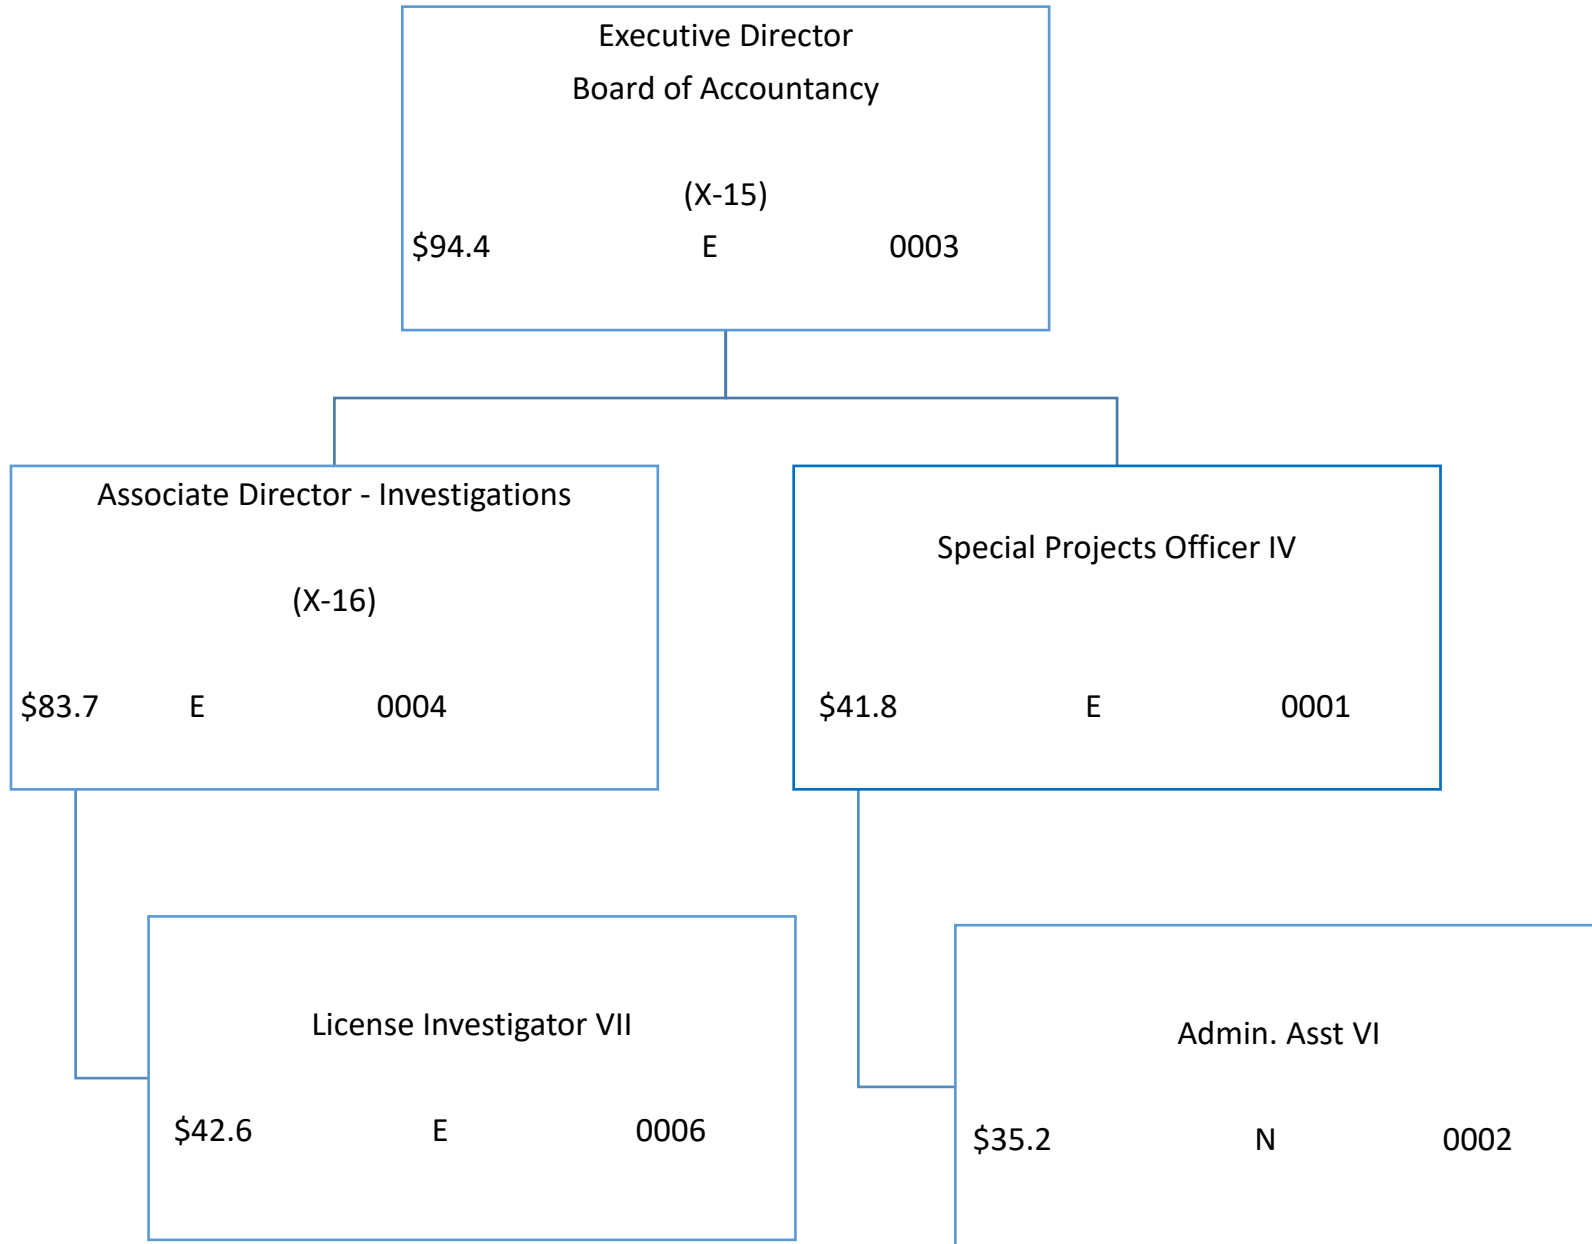 Executive Director
Board of Accountancy
(X-15)
$94.4 E 0003
Associate Director - Investigations
(X-16)
$83.7 E 0004
Special Projects Officer IV
$41.8 E 0001
License Investigator VII
$42.6 E 0006
Admin. Asst VI
$35.2 N 0002